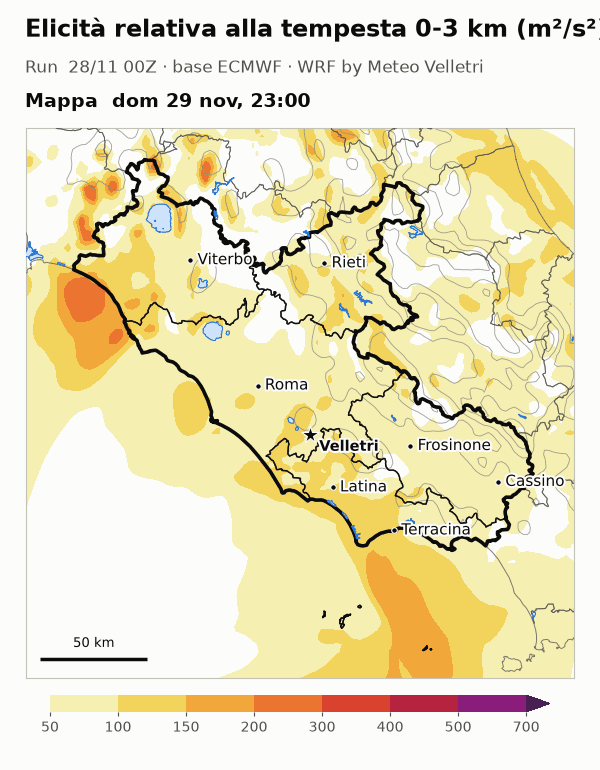 Elicità relativa alla tempesta 0-3 km (m²/s²)
Run  28/11 00Z · base ECMWF · WRF by Meteo Velletri
Mappa  dom 29 nov, 23:00
Viterbo
Rieti
Roma
Velletri
Frosinone
Cassino
Latina
Terracina
50 km
50 100 150 200 300 400 500 700